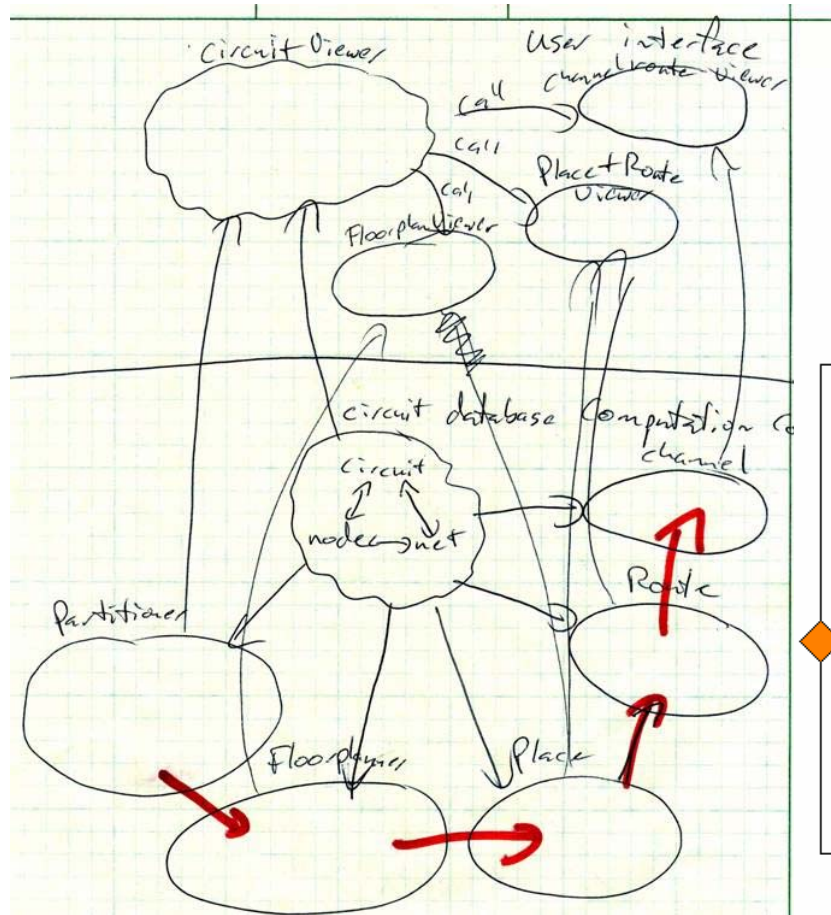 Circuit Viewer
User interface
channel route viewer
call
call
call
Place + Route
Viewer
Floorplan Viewer
circuit database
Computation Co
channel
circuit
node
net
Route
Partitioner
Floorplanner
Place